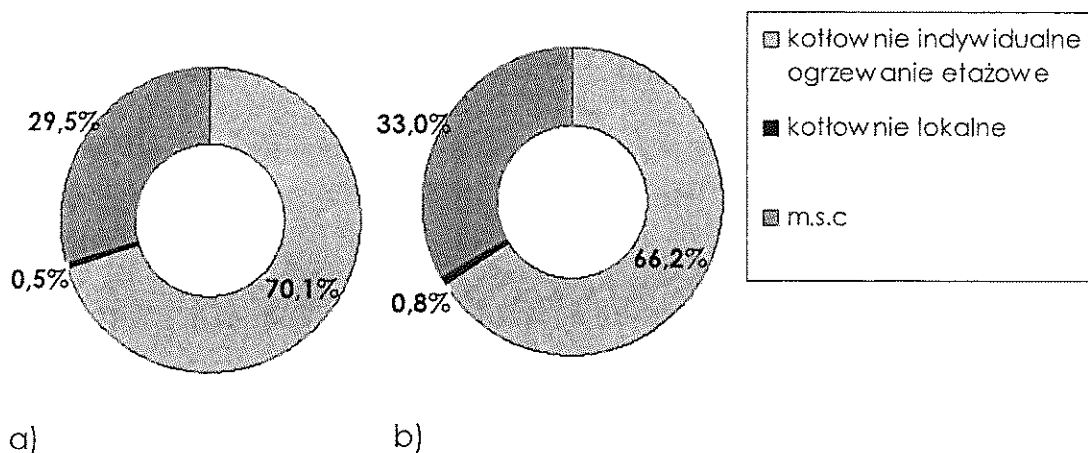 29,5%
0,5%
70,1%
a)
33,0%
0,8%
66,2%
b)
kotłownie indywidualne
ogrzewanie etażowe
kotłownie lokalne
m.s.c